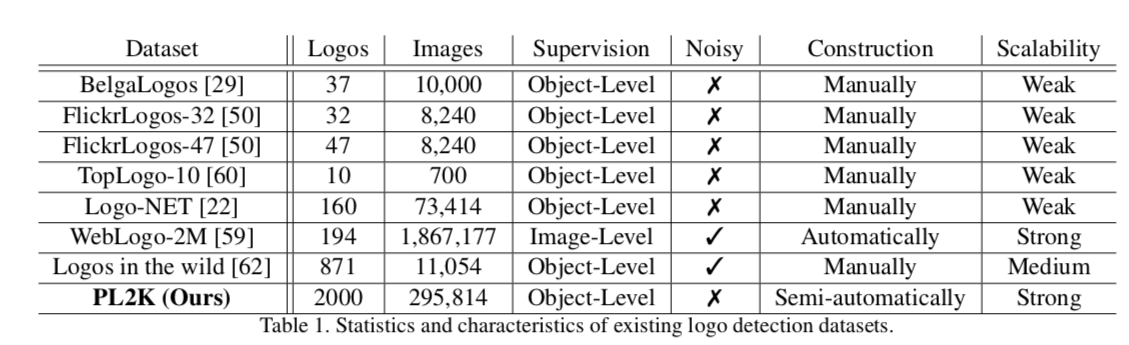 Dataset Logos Images Supervision Noisy Construction Scalability
BelgaLogos [29] 37 10,000 Object-Level ✗ Manually Weak
FlickrLogos-32 [50] 32 8,240 Object-Level ✗ Manually Weak
FlickrLogos-47 [50] 47 8,240 Object-Level ✗ Manually Weak
TopLogo-10 [60] 10 700 Object-Level ✗ Manually Weak
Logo-NET [22] 160 73,414 Object-Level ✗ Manually Weak
WebLogo-2M [59] 194 1,867,177 Image-Level ✓ Automatically Strong
Logos in the wild [62] 871 11,054 Object-Level ✓ Manually Medium
PL2K (Ours) 2000 295,814 Object-Level ✗ Semi-automatically Strong
Table 1. Statistics and characteristics of existing logo detection datasets.